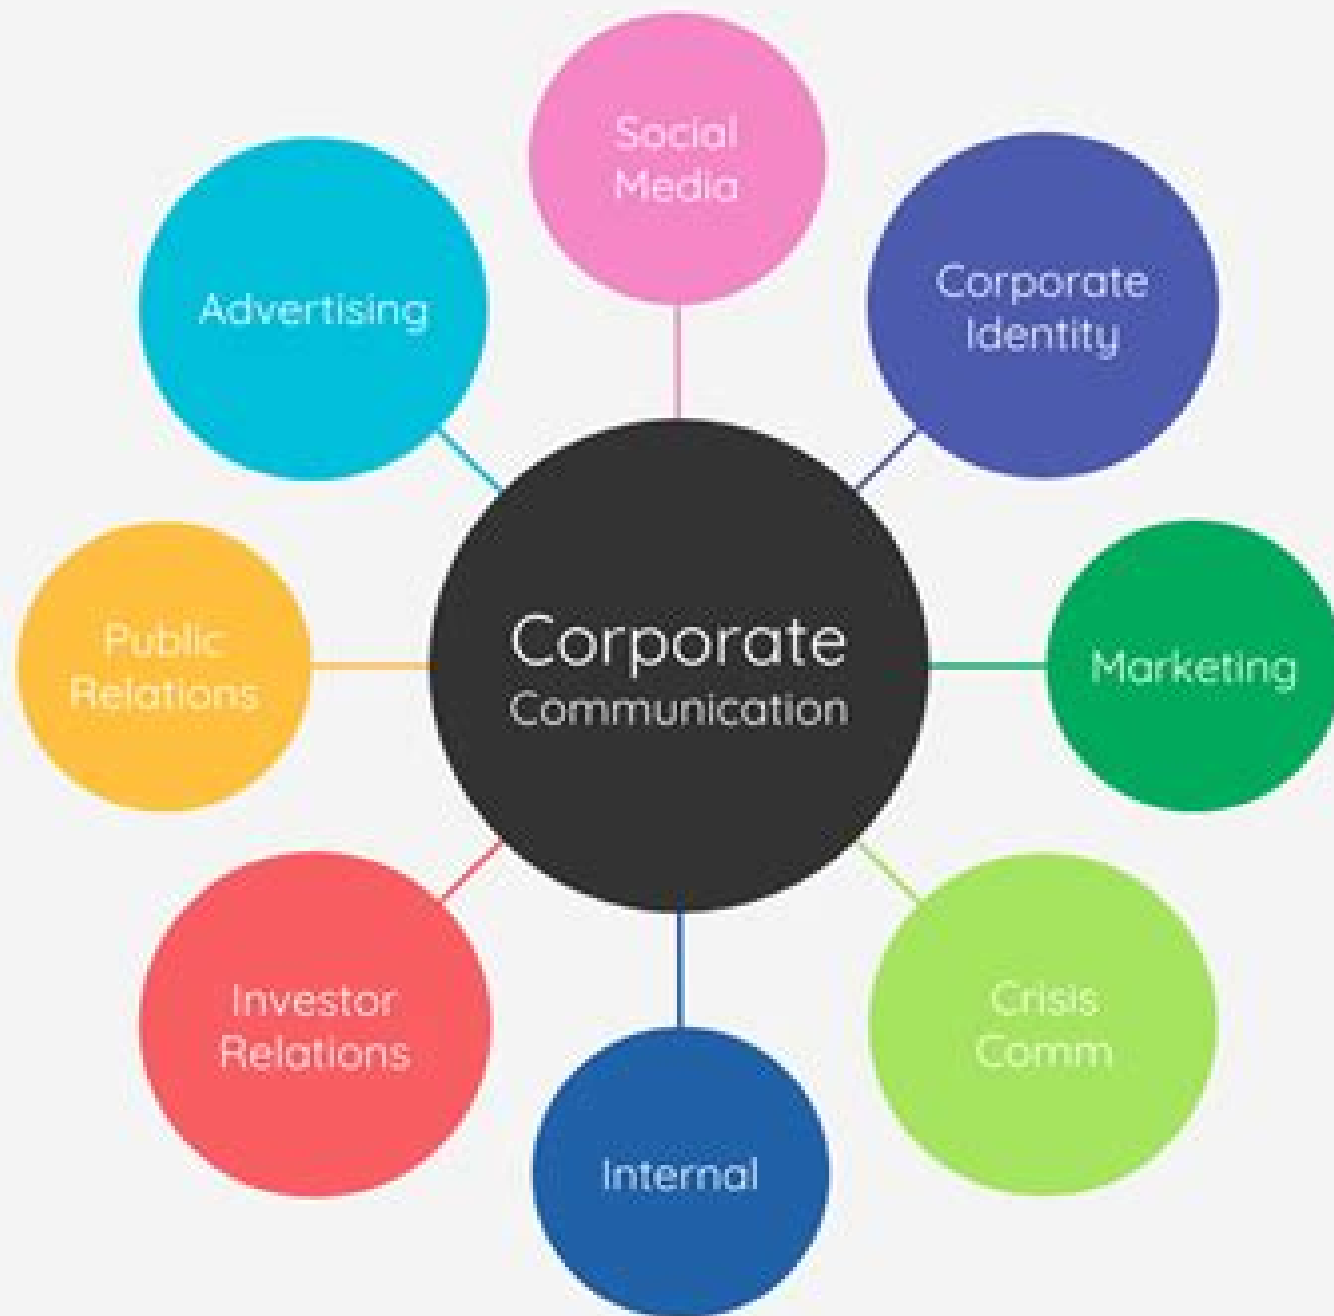 Social
Media
Corporate
Identity
Advertising
Public
Relations
Corporate
Communication
Marketing
Investor
Relations
Crisis
Comm
Internal